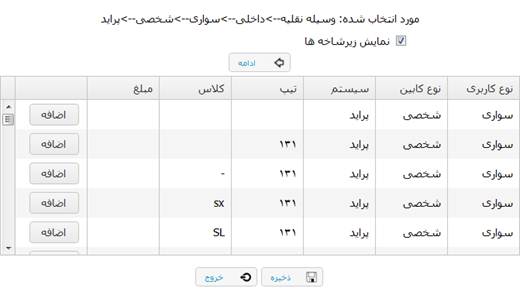 مورد انتخاب شده: وسیله نقلیه-->داخلی-->سواری-->شخصی-->پراید
نمایش زیرشاخه ها
ادامه
نوع کاربری نوع کابین سیستم تیپ کلاس مبلغ
سواری شخصی پراید اضافه
سواری شخصی پراید ۱۳۱ اضافه
سواری شخصی پراید ۱۳۱ - اضافه
سواری شخصی پراید ۱۳۱ sx اضافه
سواری شخصی پراید ۱۳۱ SL اضافه
ذخیره خروج